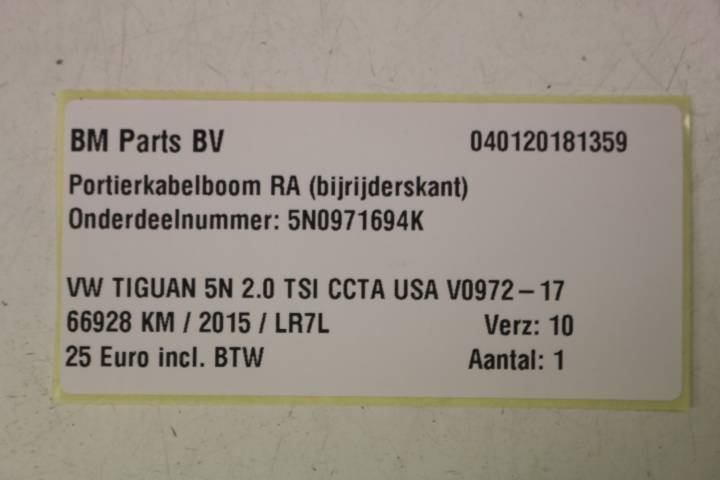 BM Parts BV 040120181359
Portierkabelboom RA (bijrijderskant)
Onderdeelnummer: 5N0971694K
VW TIGUAN 5N 2.0 TSI CCTA USA V0972-17
66928 KM / 2015 / LR7L Verz: 10
25 Euro incl. BTW Aantal: 1